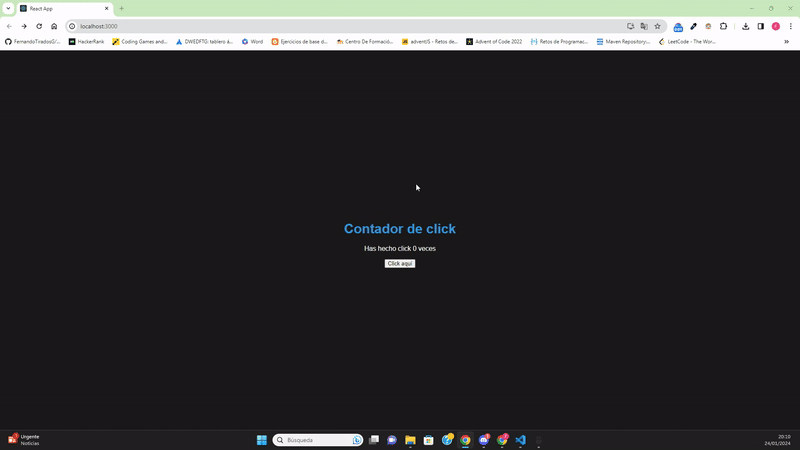 React App
localhost:3000
FernandoTiradosG/...
HackerRank
Coding Games and...
DWEDFTG: tablero á...
Word
Ejercicios de base d...
Centro De Formació...
adventJS - Retos de...
Advent of Code 2022
Retos de Programac...
Maven Repository:...
LeetCode - The Wor...
Contador de click
Has hecho click 0 veces
Click aquí
Urgente
Noticias
Búsqueda
20:10
24/01/2024